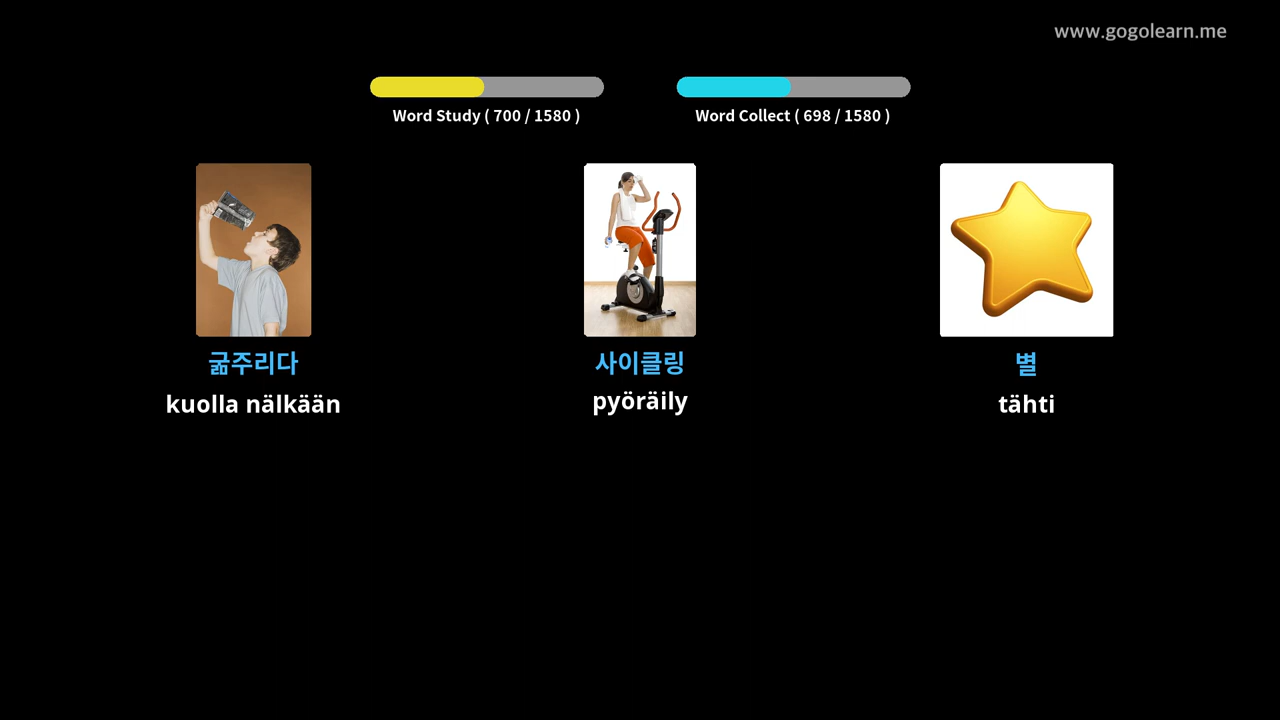 www.gogolearn.me
Word Study ( 700 / 1580 )
Word Collect ( 698 / 1580 )
굶주리다
사이클링
별
kuolla nälkään
pyöräily
tähti